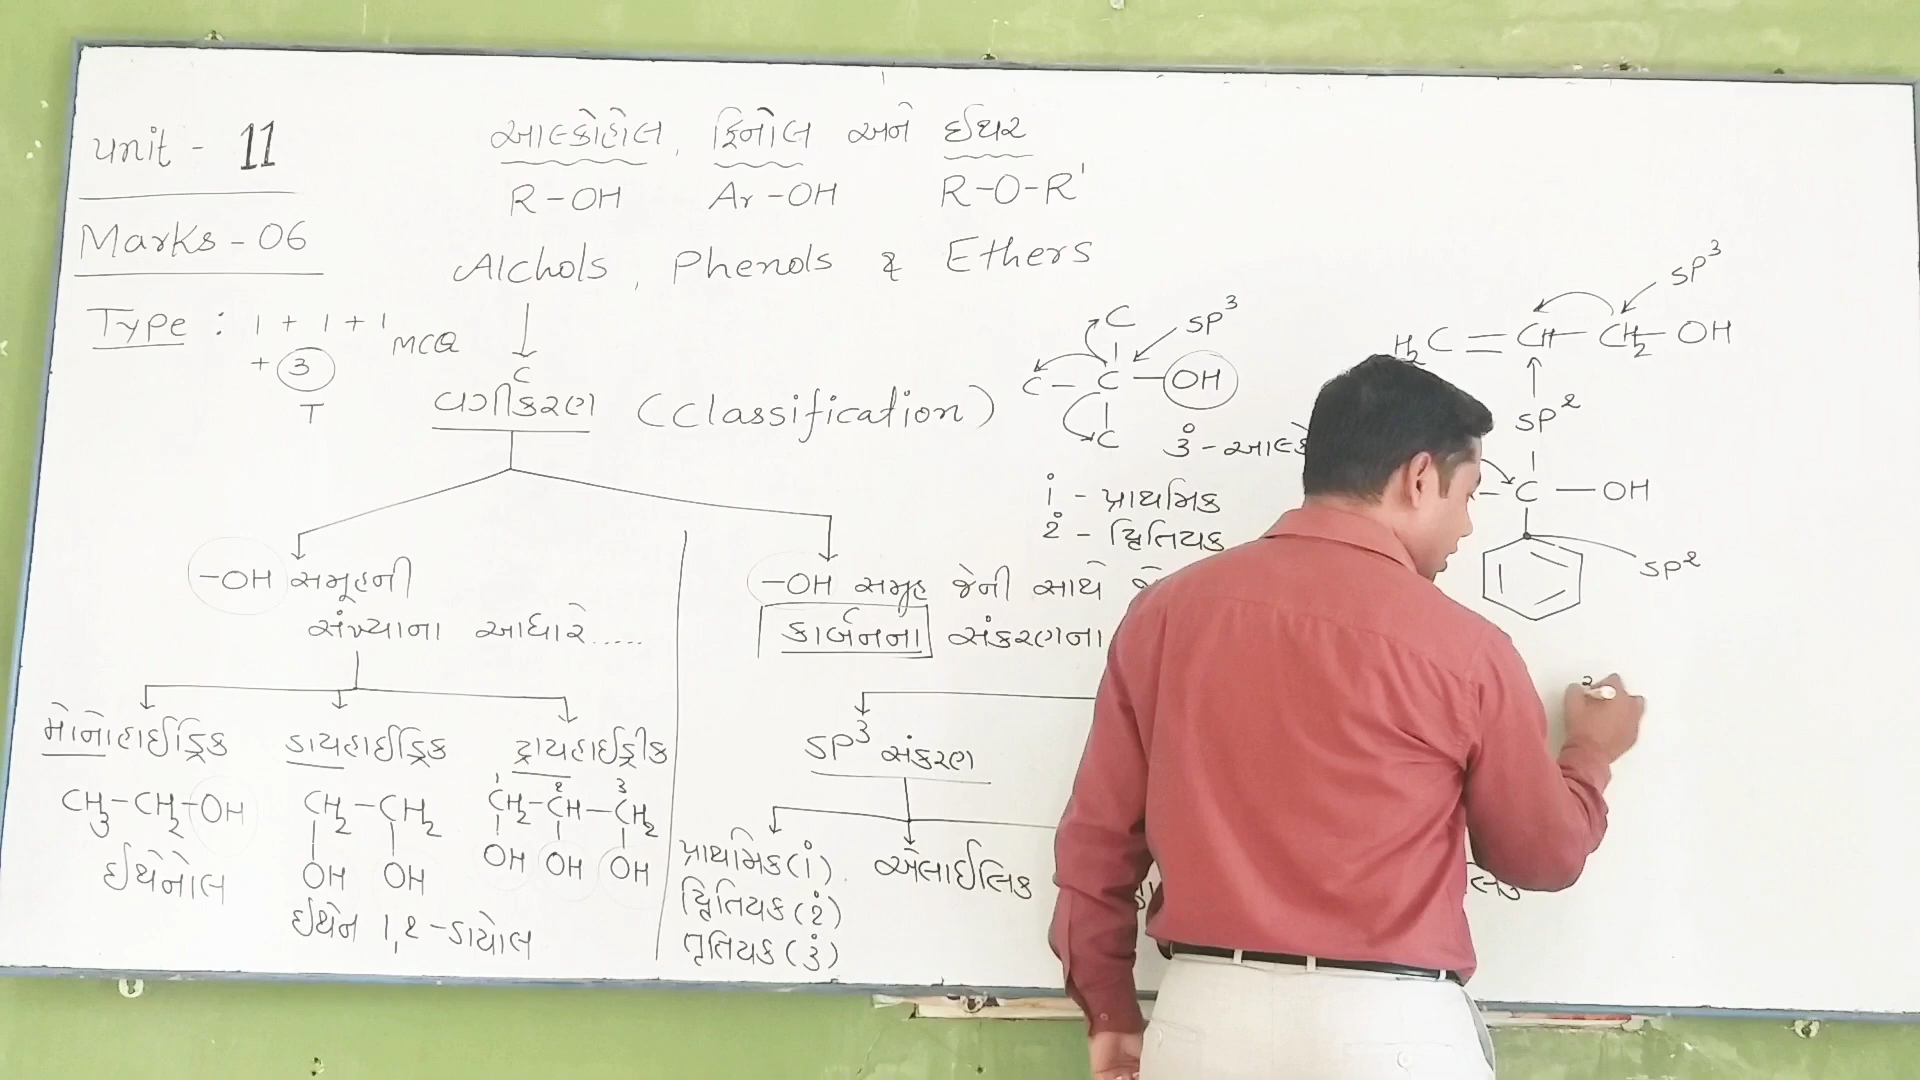 unit - 11
આલ્કોહોલ, ફિનોલ અને ઈથર
R-OH Ar-OH R-O-R'
Marks - 06
Alchols, Phenols & Ethers
Type : 1 + 1 + 1 MCQ
+ 3
T
C
વર્ગીકરણ (Classification)
C
C - C - OH
C
SP3
3° - આલ્કો
1° - પ્રાથમિક
2° - દ્વિતિયક
SP3
H2C = CH - CH2 - OH
SP2
- C - OH
SP2
-OH સમૂહની
સંખ્યાના આધારે.....
મોનોહાઈડ્રિક ડાયહાઈડ્રિક ટ્રાયહાઈડ્રીક
1 2 3
CH3-CH2-OH CH2-CH2 CH2-CH-CH2
OH OH OH OH OH
ઈથેનોલ
ઈથેન 1,2-ડાયોલ
-OH સમૂહ જેની સાથે
કાર્બનના સંકરણના
SP3 સંકરણ
પ્રાથમિક(1°) એલાઈલિક
દ્વિતિયક(2°)
તૃતિયક(3°)